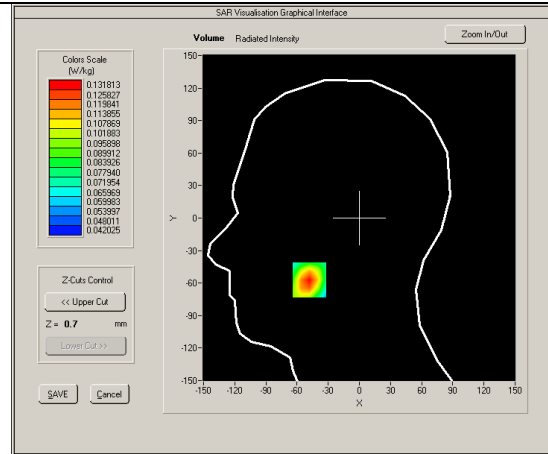 SAR Visualisation Graphical Interface
Volume Radiated Intensity
Zoom In/Out
Colors Scale
(W/kg)
0.131813
0.125827
0.119841
0.113855
0.107869
0.101883
0.095898
0.089912
0.083926
0.077940
0.071954
0.065969
0.059983
0.053997
0.048011
0.042025
Z-Cuts Control
<< Upper Cut
Z = 0.7 mm
Lower Cut >>
SAVE Cancel
150
120
90
60
30
0
-30
-60
-90
-120
-150
Y
-150 -120 -90 -60 -30 0 30 60 90 120 150
X